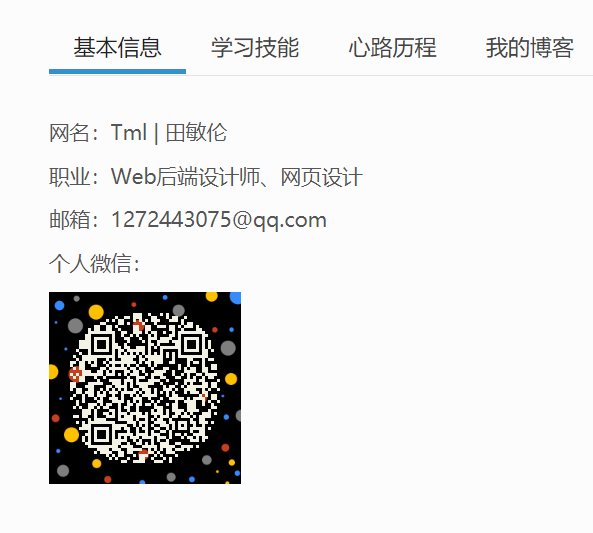 基本信息 学习技能 心路历程 我的博客
网名：Tml | 田敏伦
职业：Web后端设计师、网页设计
邮箱：1272443075@qq.com
个人微信：